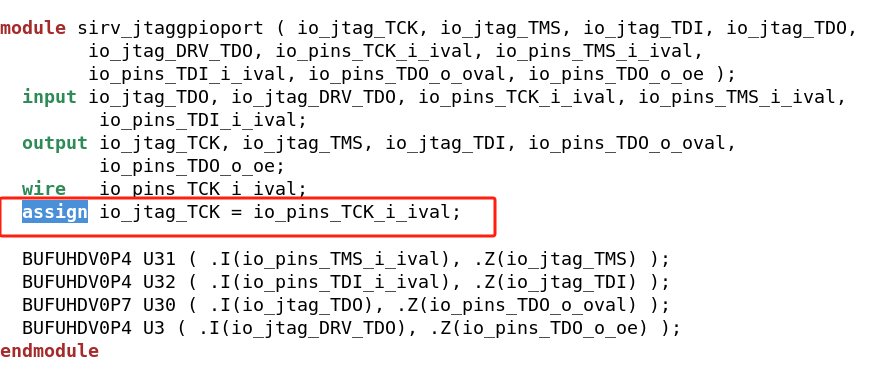 module sirv_jtaggpioport ( io_jtag_TCK, io_jtag_TMS, io_jtag_TDI, io_jtag_TDO,
        io_jtag_DRV_TDO, io_pins_TCK_i_ival, io_pins_TMS_i_ival,
        io_pins_TDI_i_ival, io_pins_TDO_o_oval, io_pins_TDO_o_oe );
  input io_jtag_TDO, io_jtag_DRV_TDO, io_pins_TCK_i_ival, io_pins_TMS_i_ival,
         io_pins_TDI_i_ival;
  output io_jtag_TCK, io_jtag_TMS, io_jtag_TDI, io_pins_TDO_o_oval,
         io_pins_TDO_o_oe;
  wire   io_pins_TCK_i_ival;
  assign io_jtag_TCK = io_pins_TCK_i_ival;
  BUFUHDV0P4 U31 ( .I(io_pins_TMS_i_ival), .Z(io_jtag_TMS) );
  BUFUHDV0P4 U32 ( .I(io_pins_TDI_i_ival), .Z(io_jtag_TDI) );
  BUFUHDV0P7 U30 ( .I(io_jtag_TDO), .Z(io_pins_TDO_o_oval) );
  BUFUHDV0P4 U3 ( .I(io_jtag_DRV_TDO), .Z(io_pins_TDO_o_oe) );
endmodule